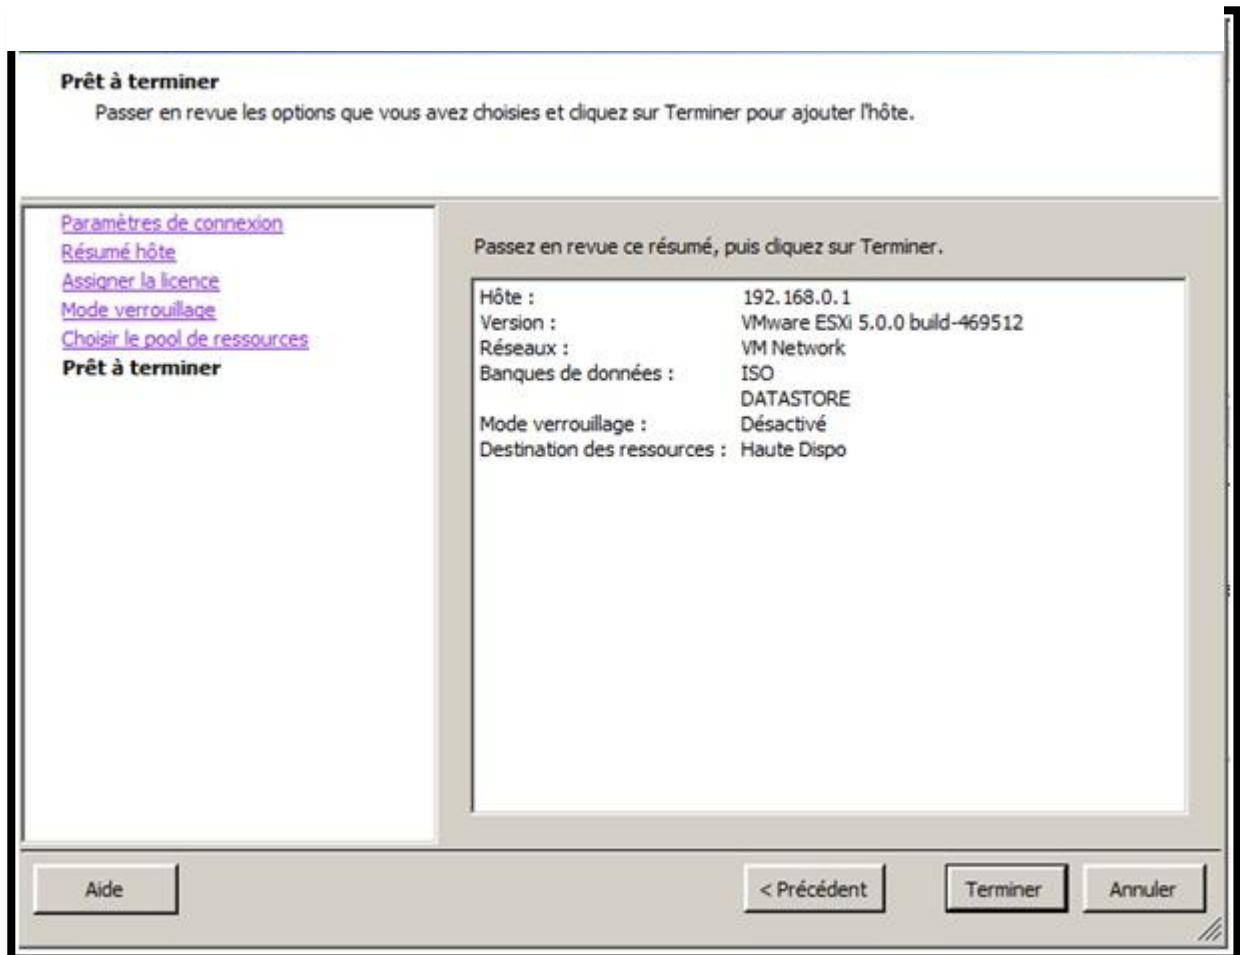 Prêt à terminer
Passer en revue les options que vous avez choisies et cliquez sur Terminer pour ajouter l'hôte.
Paramètres de connexion
Résumé hôte
Assigner la licence
Mode verrouillage
Choisir le pool de ressources
Prêt à terminer
Passez en revue ce résumé, puis cliquez sur Terminer.
Hôte : 192.168.0.1
Version : VMware ESXi 5.0.0 build-469512
Réseaux : VM Network
Banques de données : ISO
DATASTORE
Mode verrouillage : Désactivé
Destination des ressources : Haute Dispo
Aide
< Précédent
Terminer
Annuler